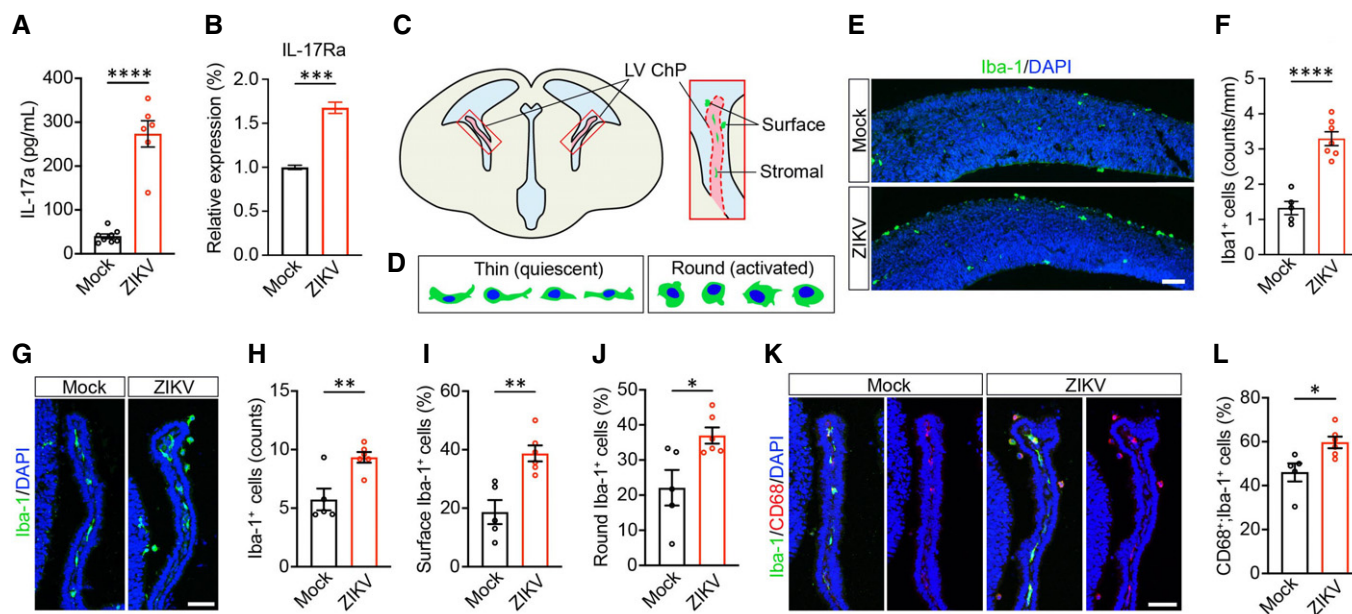 A
IL-17a (pg/mL)
400
300
200
100
0
****
Mock
ZIKV
B
IL-17Ra
Relative expression (%)
2.0
1.5
1.0
0.5
0.0
***
Mock
ZIKV
C
LV ChP
Surface
Stromal
D
Thin (quiescent)
Round (activated)
E
Iba-1/DAPI
Mock
ZIKV
F
Iba1⁺ cells (counts/mm)
5
4
3
2
1
0
****
Mock
ZIKV
G
Mock
ZIKV
Iba-1/DAPI
H
Iba-1⁺ cells (counts)
15
10
5
0
**
Mock
ZIKV
I
Surface Iba-1⁺ cells (%)
60
40
20
0
**
Mock
ZIKV
J
Round Iba-1⁺ cells (%)
50
40
30
20
10
0
*
Mock
ZIKV
K
Mock
ZIKV
Iba-1/CD68/DAPI
L
CD68⁺;Iba-1⁺ cells (%)
80
60
40
20
0
*
Mock
ZIKV